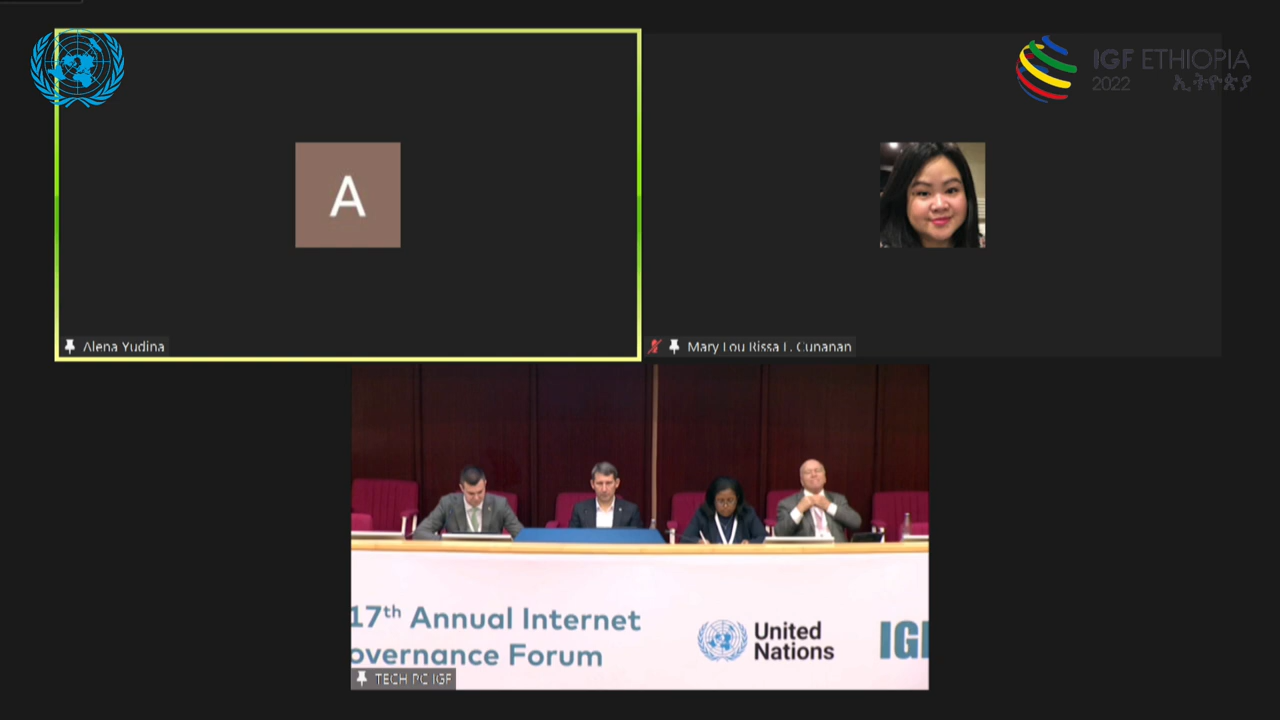 IGF ETHIOPIA
2022 ኢትዮጵያ
A
Alena Yudina
Mary Lou Rissa L. Cunanan
17th Annual Internet
overnance Forum
United
Nations
IGF
TECH PC IGF